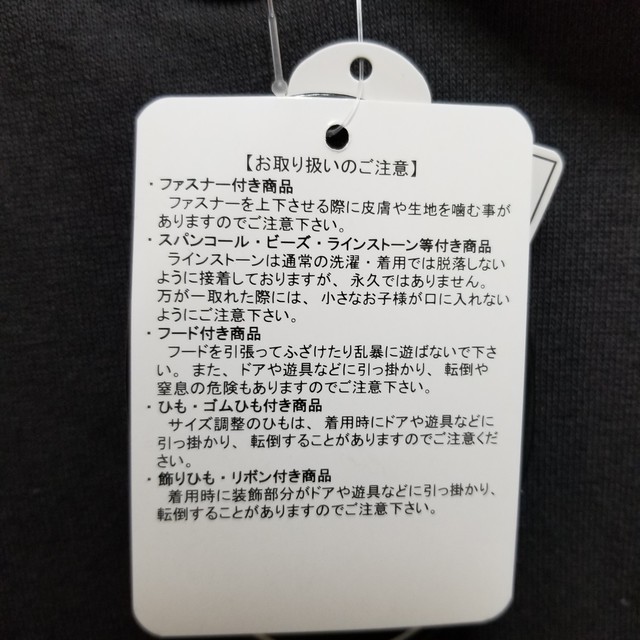 【お取り扱いのご注意】
・ファスナー付き商品
ファスナーを上下させる際に皮膚や生地を噛む事が
ありますのでご注意下さい。
・スパンコール・ビーズ・ラインストーン等付き商品
ラインストーンは通常の洗濯・着用では脱落しない
ように接着しておりますが、永久ではありません。
万が一取れた際には、小さなお子様が口に入れない
ようにご注意下さい。
・フード付き商品
フードを引張ってふざけたり乱暴に遊ばないで下さ
い。また、ドアや遊具などに引っ掛かり、転倒や
窒息の危険もありますのでご注意下さい。
・ひも・ゴムひも付き商品
サイズ調整のひもは、着用時にドアや遊具などに
引っ掛かり、転倒することがありますのでご注意くだ
さい。
・飾りひも・リボン付き商品
着用時に装飾部分がドアや遊具などに引っ掛かり、
転倒することがありますのでご注意下さい。